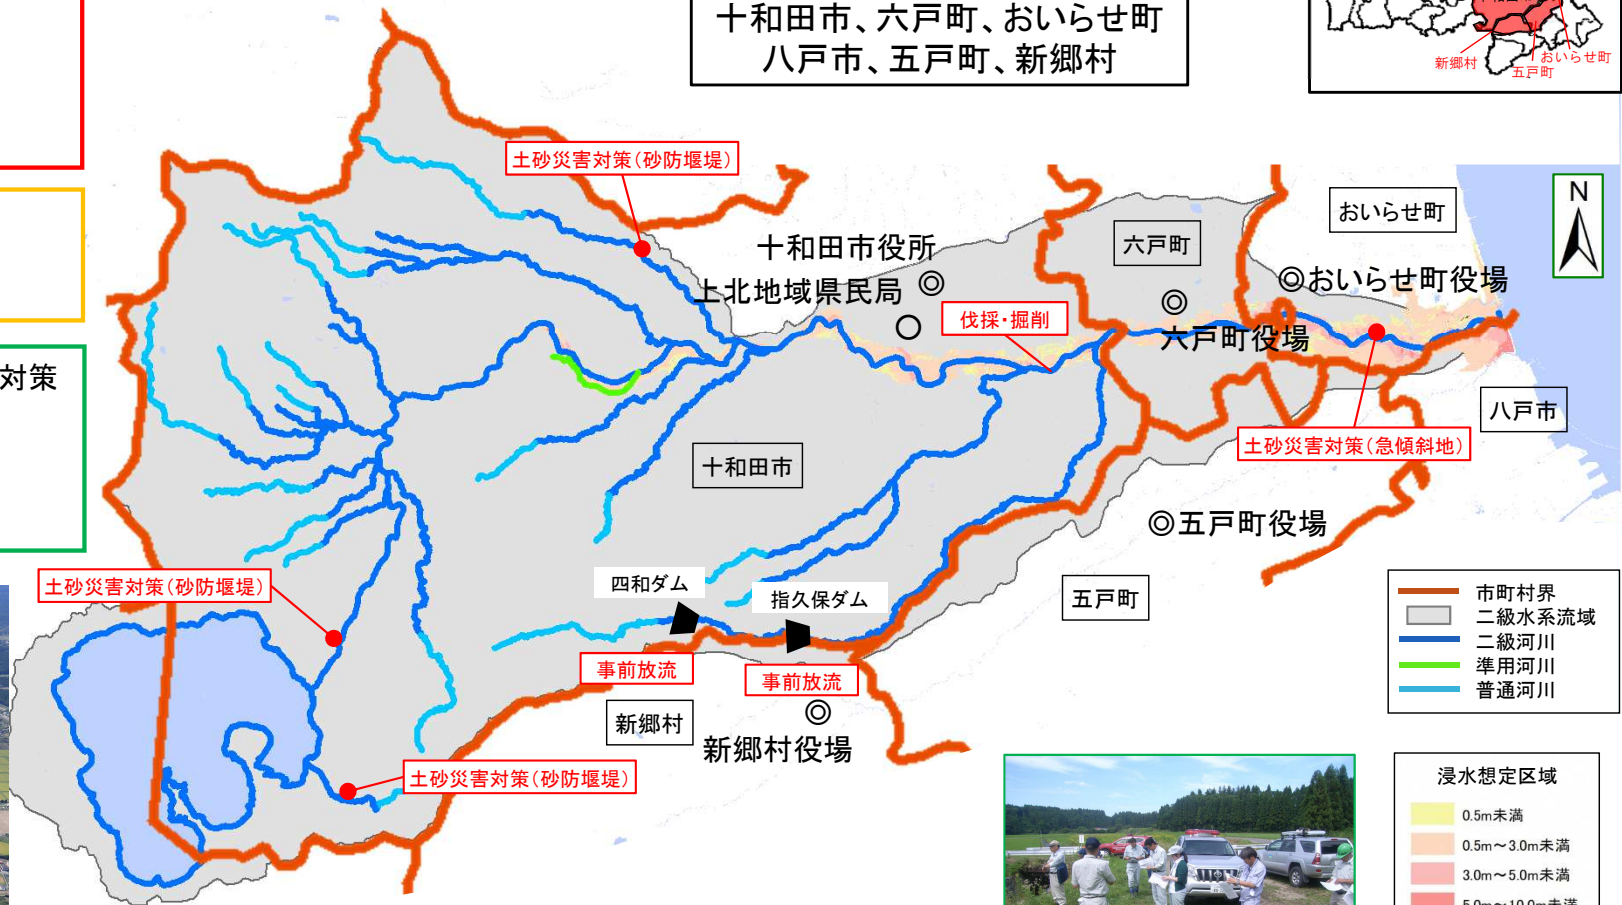 十和田市、六戸町、おいらせ町
八戸市、五戸町、新郷村
新郷村
五戸町
おいらせ町
対策
土砂災害対策(砂防堰堤)
十和田市役所
上北地域県民局
伐採・掘削
六戸町
六戸町役場
おいらせ町
おいらせ町役場
N
八戸市
土砂災害対策(急傾斜地)
十和田市
五戸町役場
五戸町
四和ダム
指久保ダム
事前放流
事前放流
新郷村
新郷村役場
土砂災害対策(砂防堰堤)
土砂災害対策(砂防堰堤)
市町村界
二級水系流域
二級河川
準用河川
普通河川
浸水想定区域
0.5m未満
0.5m～3.0m未満
3.0m～5.0m未満
5.0m～10.0m未満